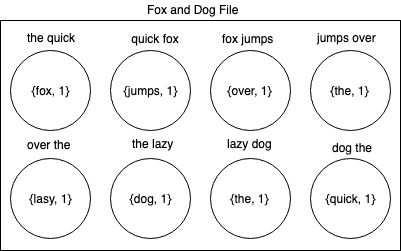 Fox and Dog File
the quick
quick fox
fox jumps
jumps over
{fox, 1}
{jumps, 1}
{over, 1}
{the, 1}
over the
the lazy
lazy dog
dog the
{lasy, 1}
{dog, 1}
{the, 1}
{quick, 1}